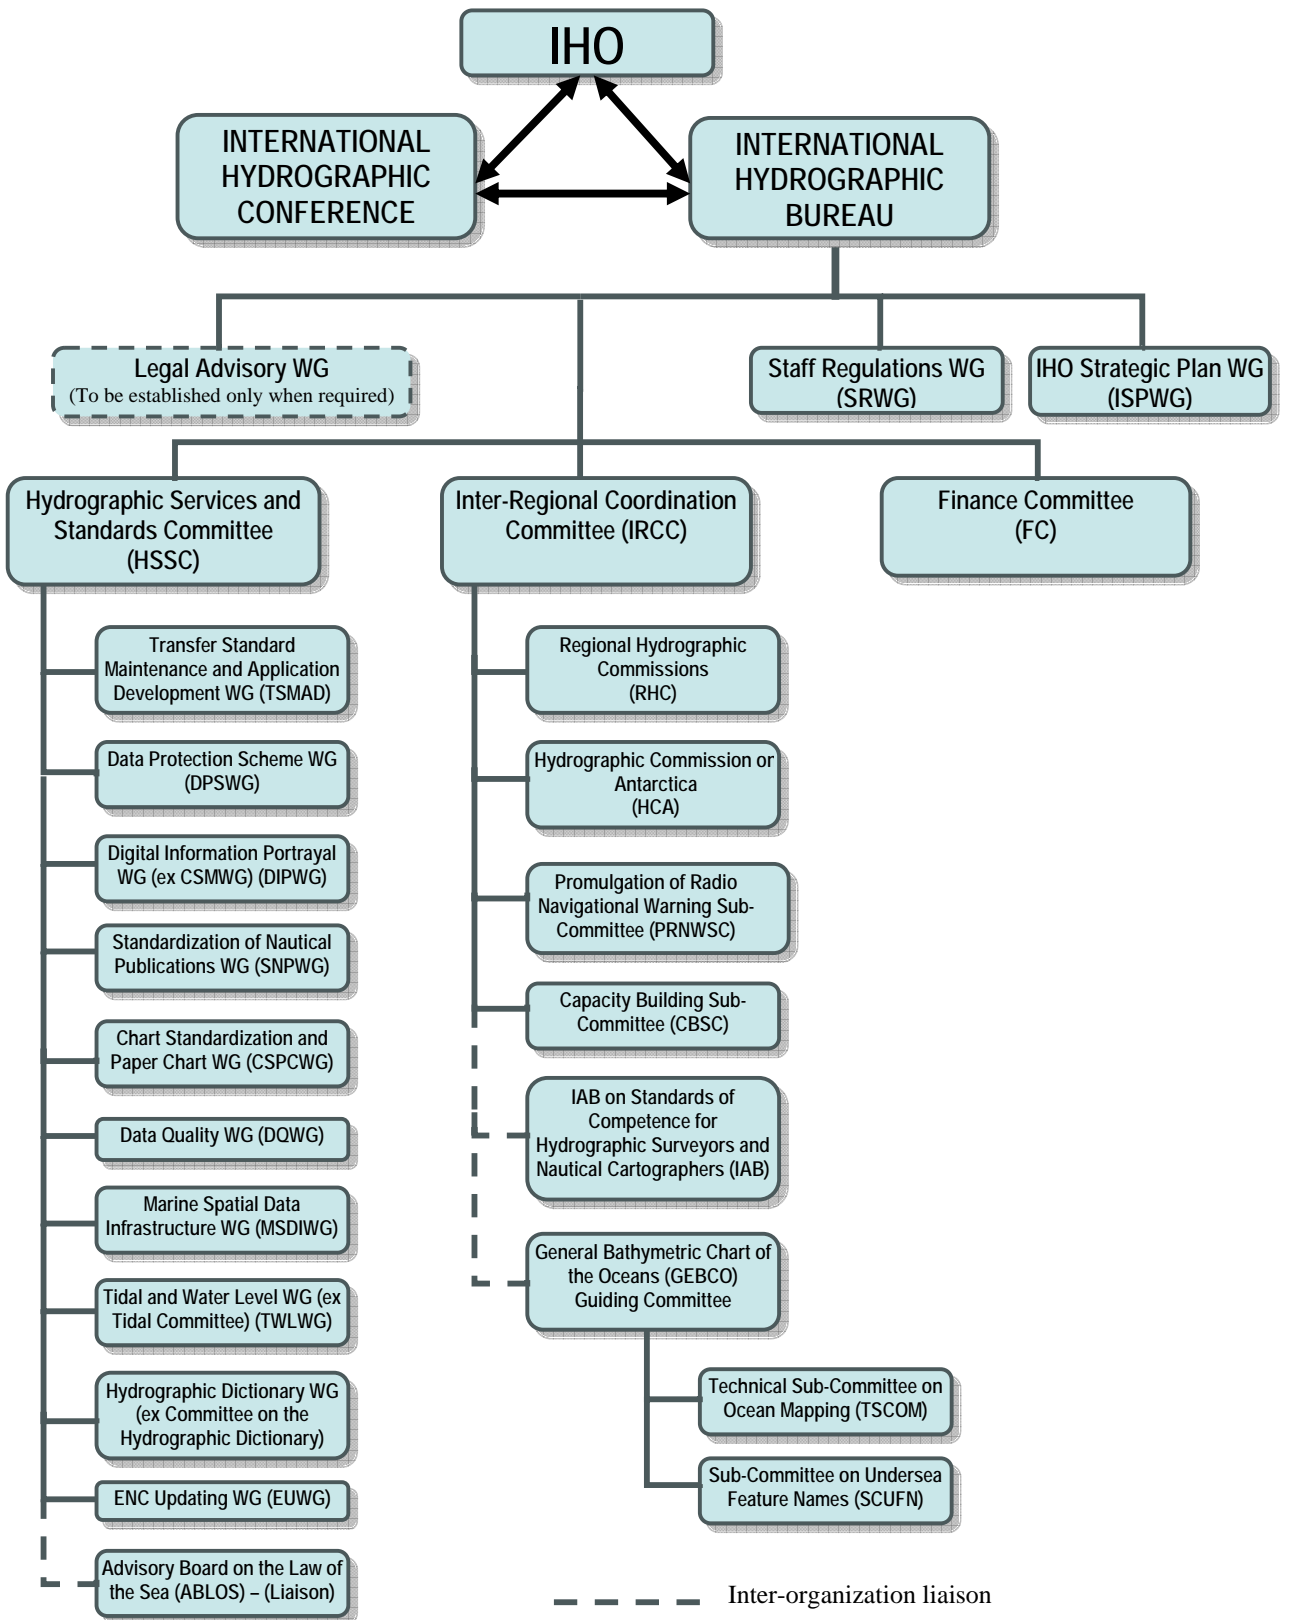 IHO
INTERNATIONAL
HYDROGRAPHIC
CONFERENCE
INTERNATIONAL
HYDROGRAPHIC
BUREAU
Legal Advisory WG
(To be established only when required)
Staff Regulations WG
(SRWG)
IHO Strategic Plan WG
(ISPWG)
Hydrographic Services and
Standards Committee
(HSSC)
Inter-Regional Coordination
Committee (IRCC)
Finance Committee
(FC)
Transfer Standard
Maintenance and Application
Development WG (TSMAD)
Data Protection Scheme WG
(DPSWG)
Digital Information Portrayal
WG (ex CSMWG) (DIPWG)
Standardization of Nautical
Publications WG (SNPWG)
Chart Standardization and
Paper Chart WG (CSPCWG)
Data Quality WG (DQWG)
Marine Spatial Data
Infrastructure WG (MSDIWG)
Tidal and Water Level WG (ex
Tidal Committee) (TWLWG)
Hydrographic Dictionary WG
(ex Committee on the
Hydrographic Dictionary)
ENC Updating WG (EUWG)
Advisory Board on the Law of
the Sea (ABLOS) – (Liaison)
Regional Hydrographic
Commissions
(RHC)
Hydrographic Commission or
Antarctica
(HCA)
Promulgation of Radio
Navigational Warning Sub-
Committee (PRNWSC)
Capacity Building Sub-
Committee (CBSC)
IAB on Standards of
Competence for
Hydrographic Surveyors and
Nautical Cartographers (IAB)
General Bathymetric Chart of
the Oceans (GEBCO)
Guiding Committee
Technical Sub-Committee on
Ocean Mapping (TSCOM)
Sub-Committee on Undersea
Feature Names (SCUFN)
Inter-organization liaison